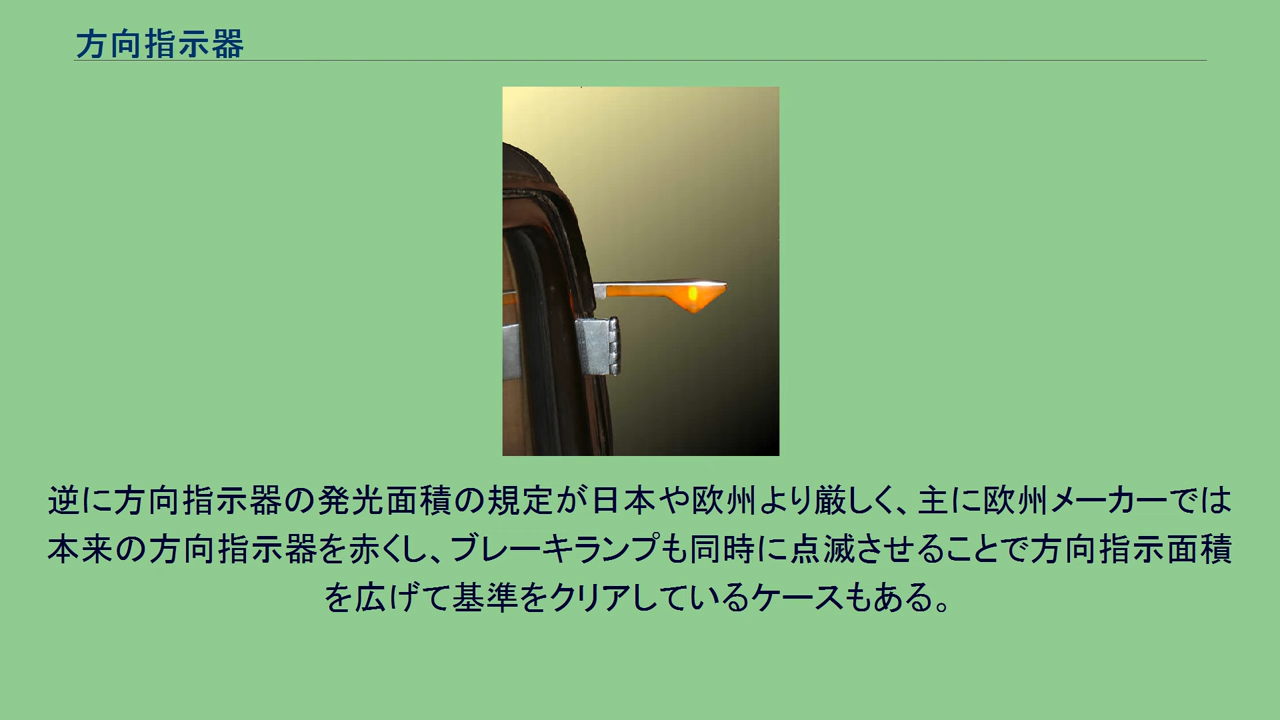 方向指示器
逆に方向指示器の発光面積の規定が日本や欧州より厳しく、主に欧州メーカーでは
本来の方向指示器を赤くし、ブレーキランプも同時に点滅させることで方向指示面積
を広げて基準をクリアしているケースもある。